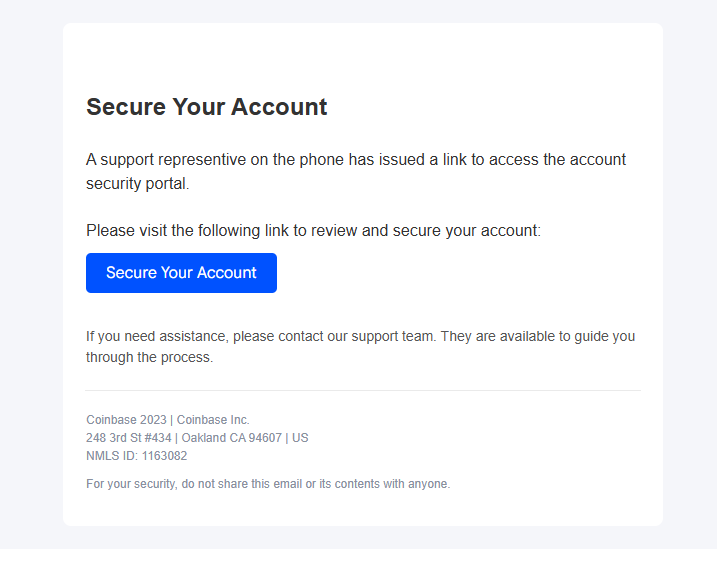 Secure Your Account
A support representive on the phone has issued a link to access the account
security portal.
Please visit the following link to review and secure your account:
Secure Your Account
If you need assistance, please contact our support team. They are available to guide you
through the process.
Coinbase 2023 | Coinbase Inc.
248 3rd St #434 | Oakland CA 94607 | US
NMLS ID: 1163082
For your security, do not share this email or its contents with anyone.